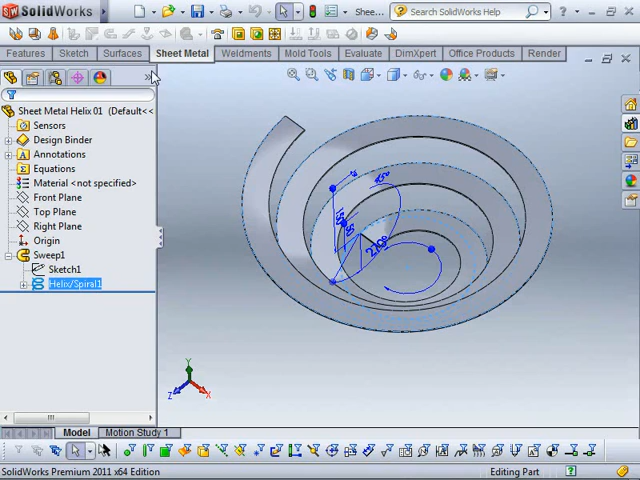 SolidWorks
Shee...
Search SolidWorks Help
Features
Sketch
Surfaces
Sheet Metal
Weldments
Mold Tools
Evaluate
DimXpert
Office Products
Render
Sheet Metal Helix 01 (Default<<
Sensors
Design Binder
Annotations
Equations
Material <not specified>
Front Plane
Top Plane
Right Plane
Origin
Sweep1
Sketch1
Helix/Spiral1
270°
Y
Z
X
Model
Motion Study 1
SolidWorks Premium 2011 x64 Edition
Editing Part